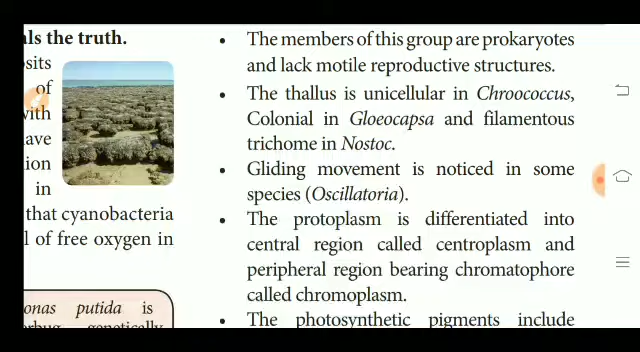 als the truth.
sits
of
with
ave
ion
in
that cyanobacteria
l of free oxygen in
onas putida is
• The members of this group are prokaryotes
and lack motile reproductive structures.
• The thallus is unicellular in Chroococcus,
Colonial in Gloeocapsa and filamentous
trichome in Nostoc.
• Gliding movement is noticed in some
species (Oscillatoria).
• The protoplasm is differentiated into
central region called centroplasm and
peripheral region bearing chromatophore
called chromoplasm.
• The photosynthetic pigments include